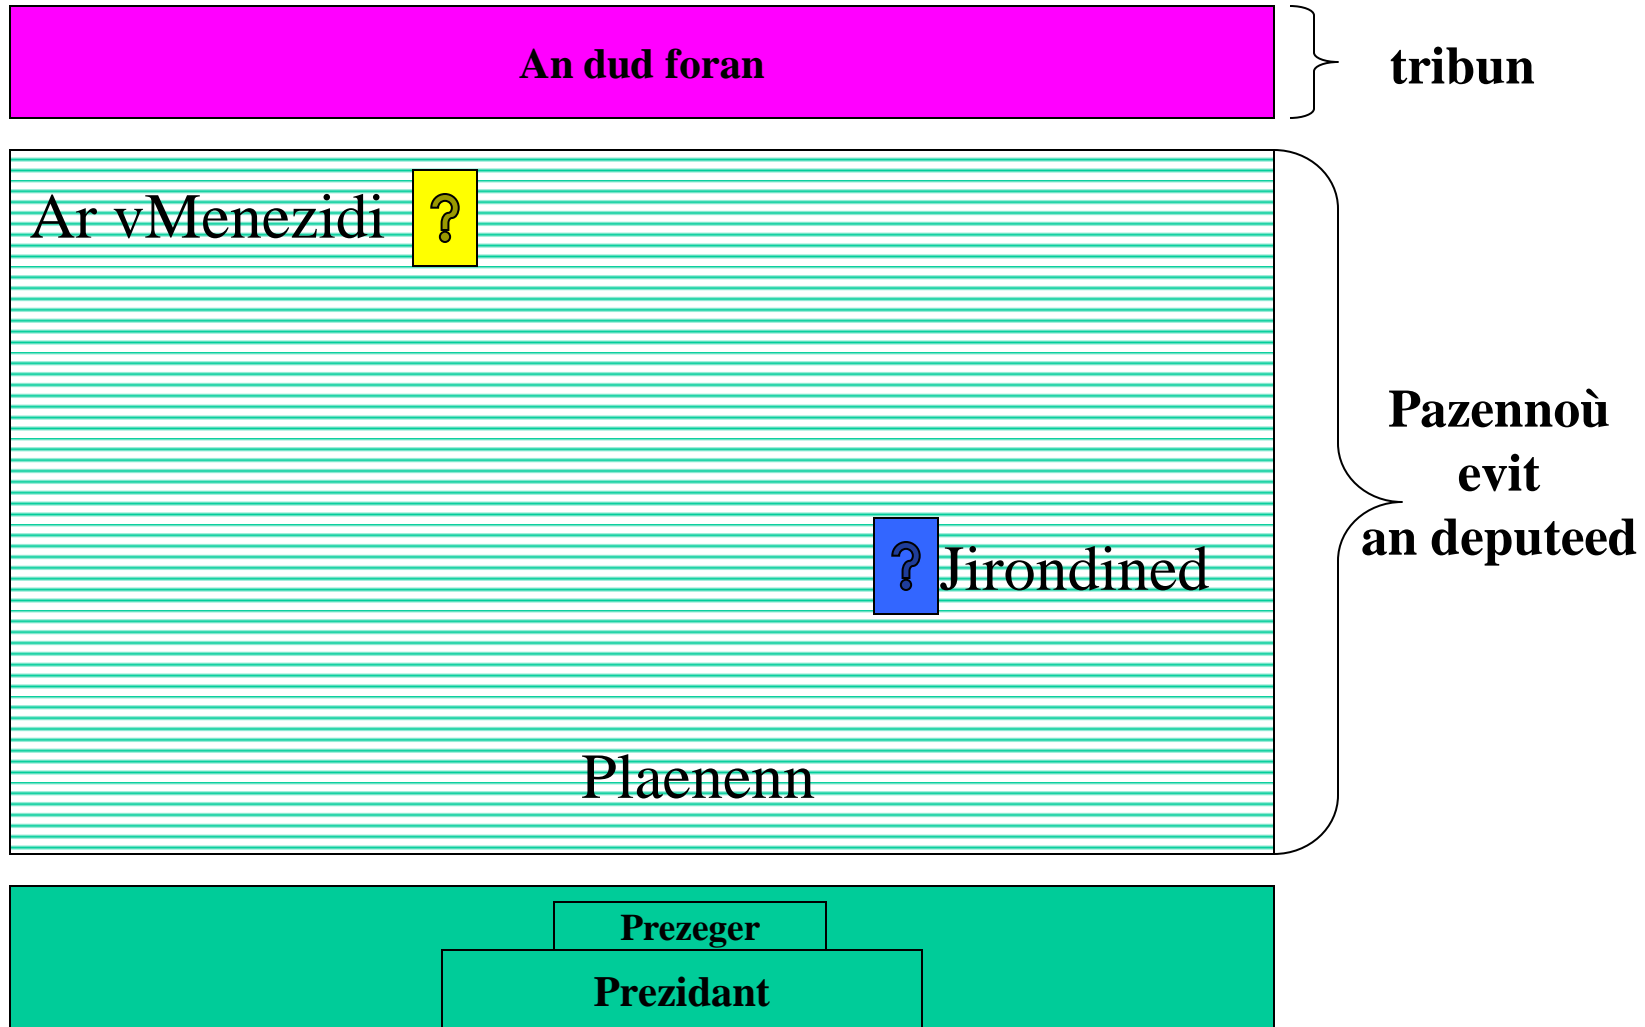 An dud foran
tribun
Ar vMenezidi
?
Pazennoù
evit
an deputeed
?
Jirondined
Plaenenn
Prezeger
Prezidant